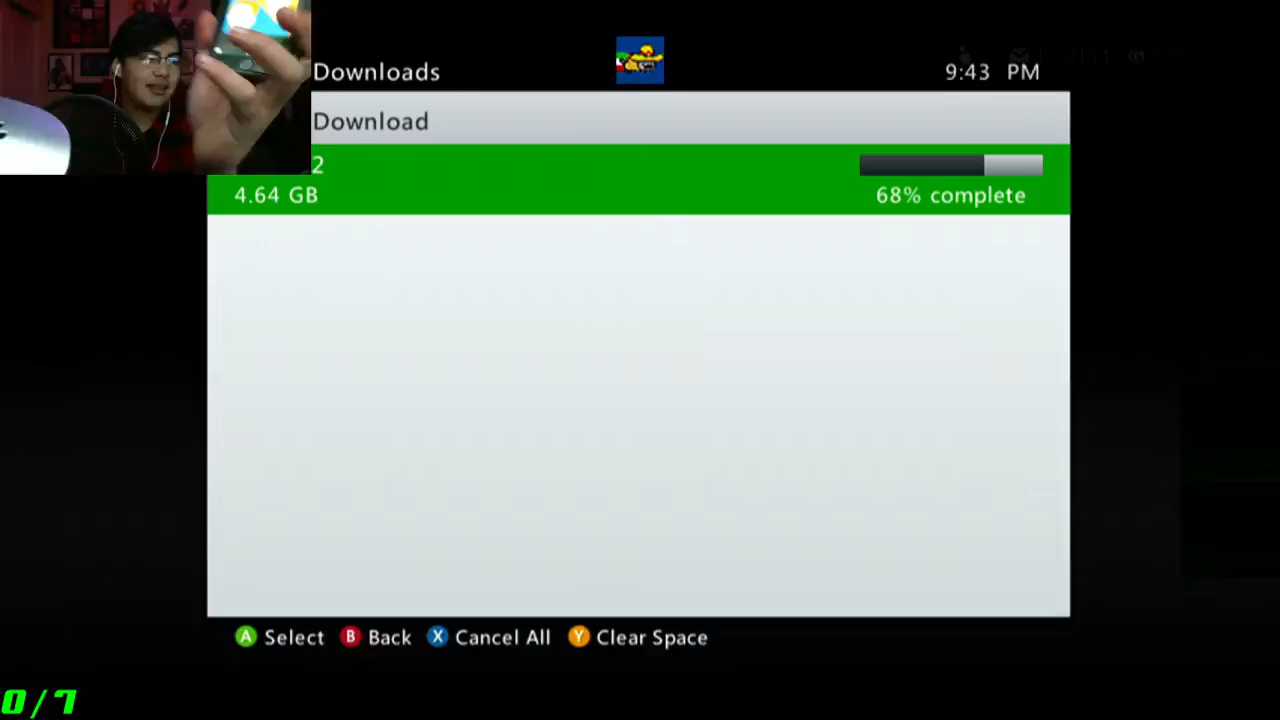 Downloads
9:43 PM
Download
2
4.64 GB
68% complete
A Select B Back X Cancel All Y Clear Space
0/7